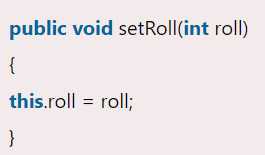 public void setRoll(int roll)
{
this.roll = roll;
}